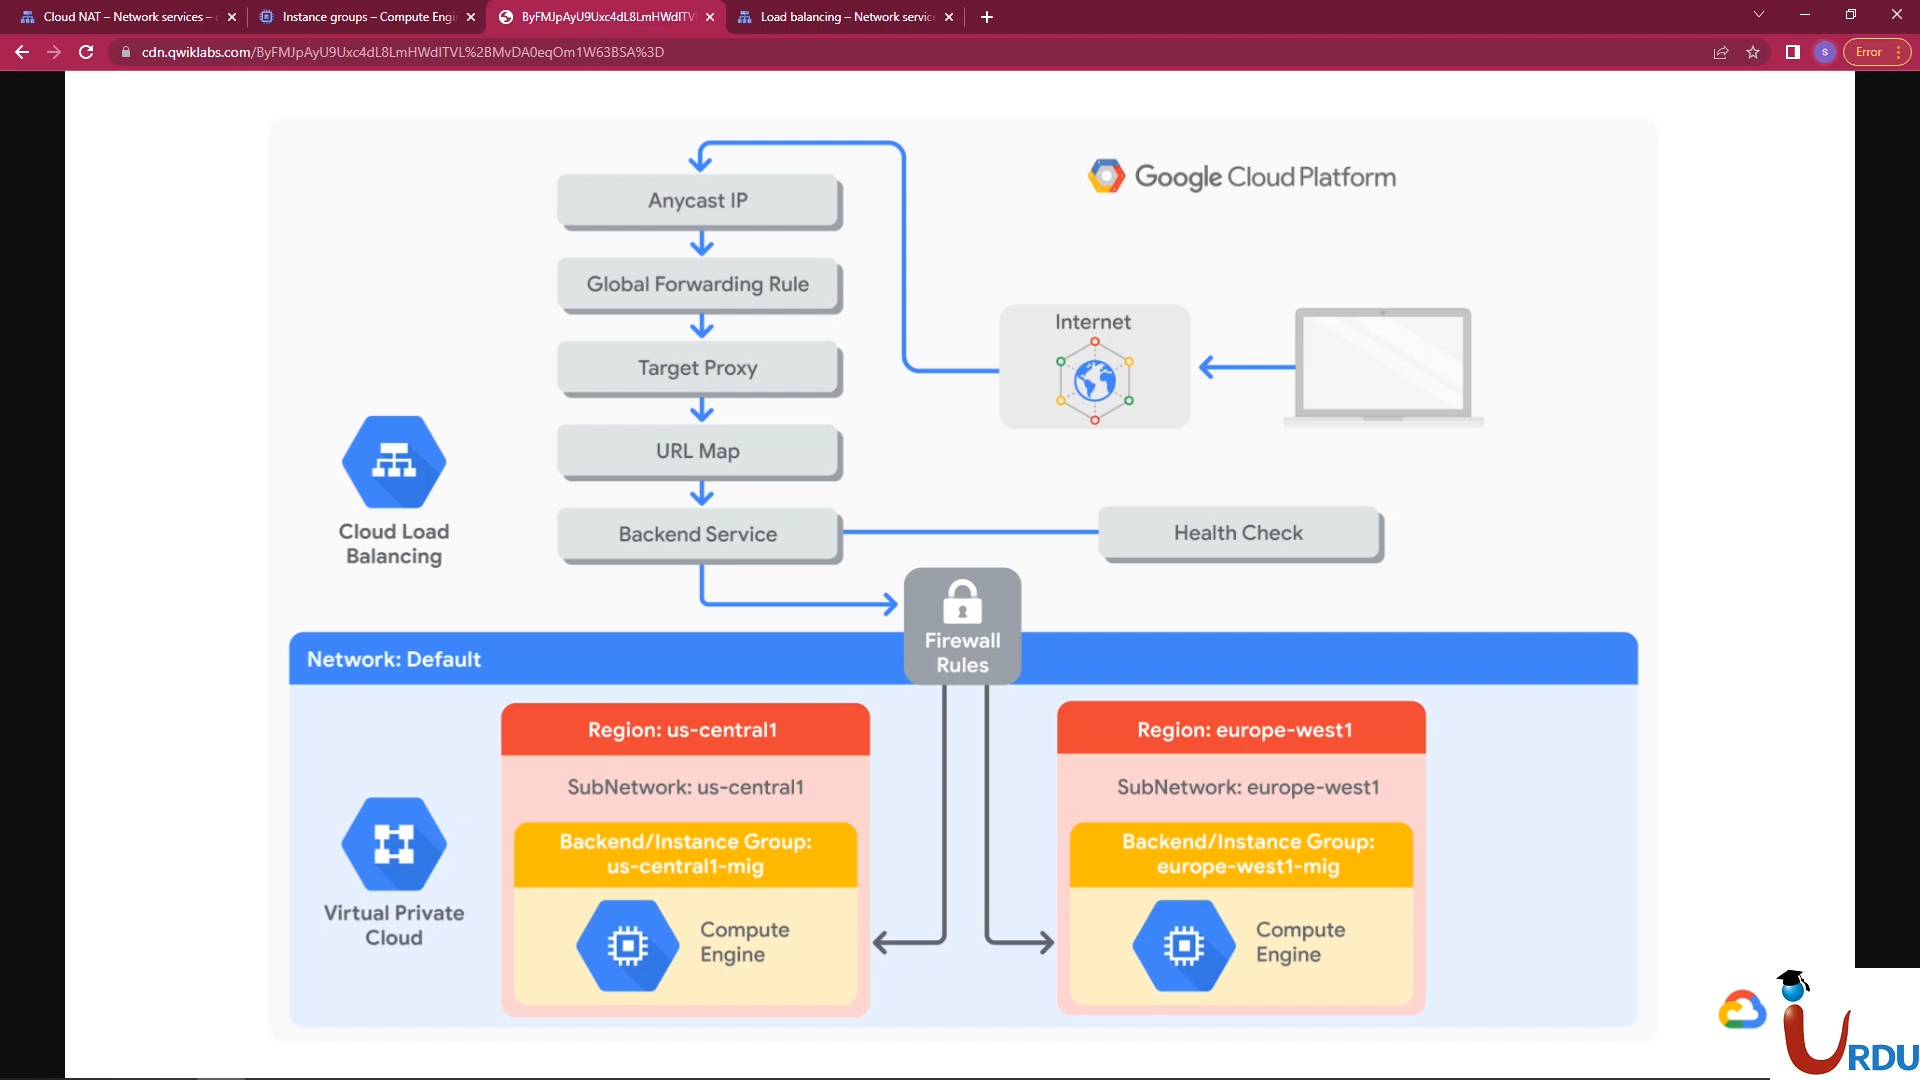 Cloud NAT – Network services –
Instance groups – Compute Engi
ByFMJpAyU9Uxc4dL8LmHWdITV
Load balancing – Network servic
cdn.qwiklabs.com/ByFMJpAyU9Uxc4dL8LmHWdITVL%2BMvDA0eqOm1W63BSA%3D
S
Error
Google Cloud Platform
Anycast IP
Global Forwarding Rule
Internet
Target Proxy
URL Map
Cloud Load
Balancing
Backend Service
Health Check
Firewall
Rules
Network: Default
Region: us-central1
SubNetwork: us-central1
Backend/Instance Group:
us-central1-mig
Compute
Engine
Region: europe-west1
SubNetwork: europe-west1
Backend/Instance Group:
europe-west1-mig
Compute
Engine
Virtual Private
Cloud
iURDU